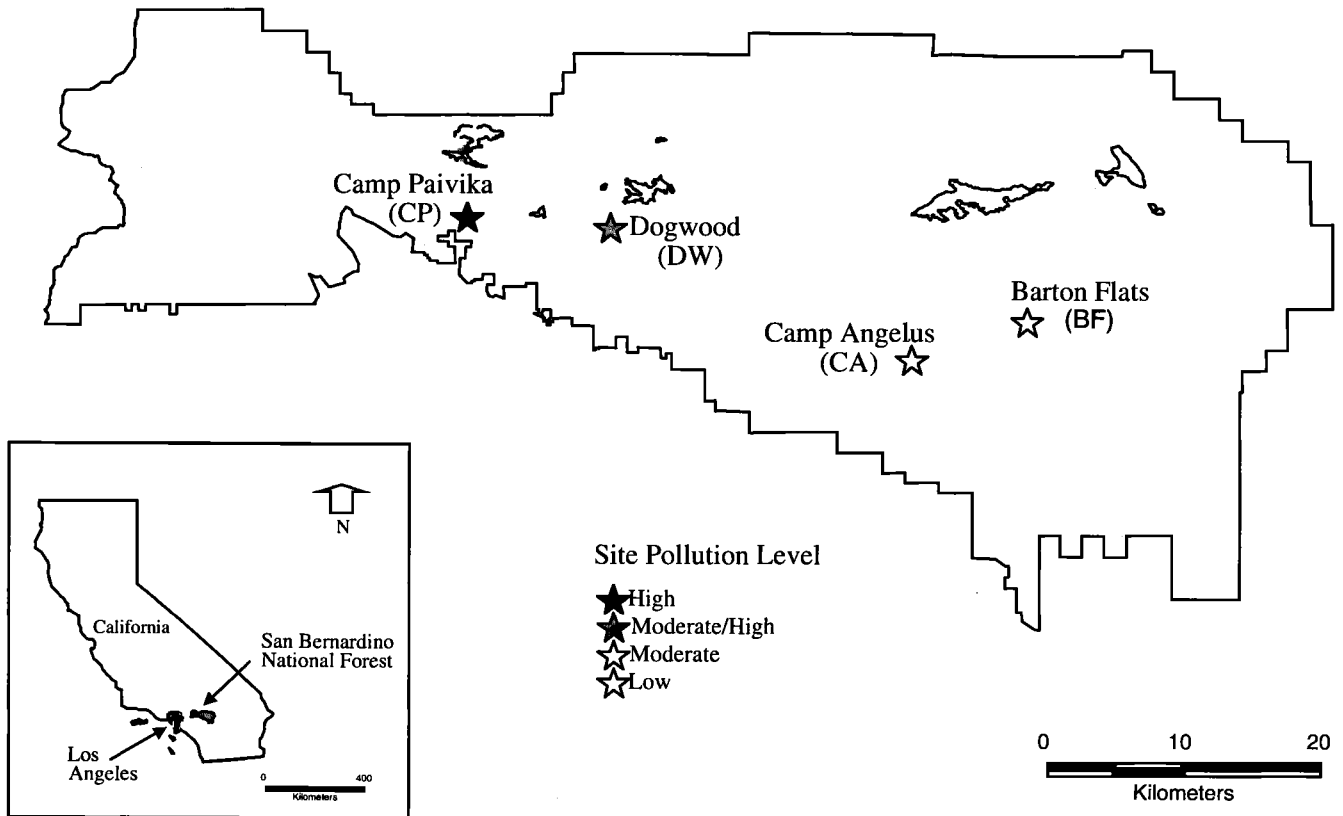 Camp Paivika
(CP)
Dogwood
(DW)
Barton Flats
(BF)
Camp Angelus
(CA)
N
California
San Bernardino
National Forest
Los
Angeles
0 400
Kilometers
Site Pollution Level
High
Moderate/High
Moderate
Low
0 10 20
Kilometers